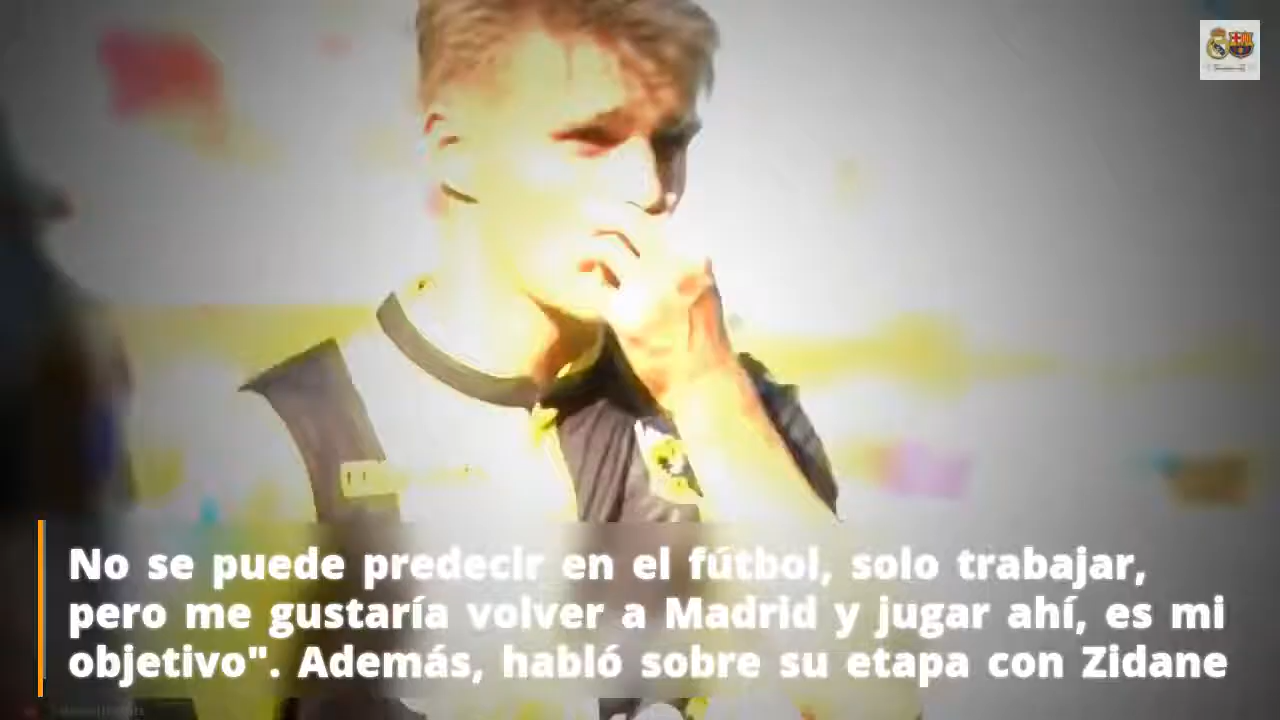 No se puede predecir en el fútbol, solo trabajar,
pero me gustaría volver a Madrid y jugar ahí, es mi
objetivo". Además, habló sobre su etapa con Zidane